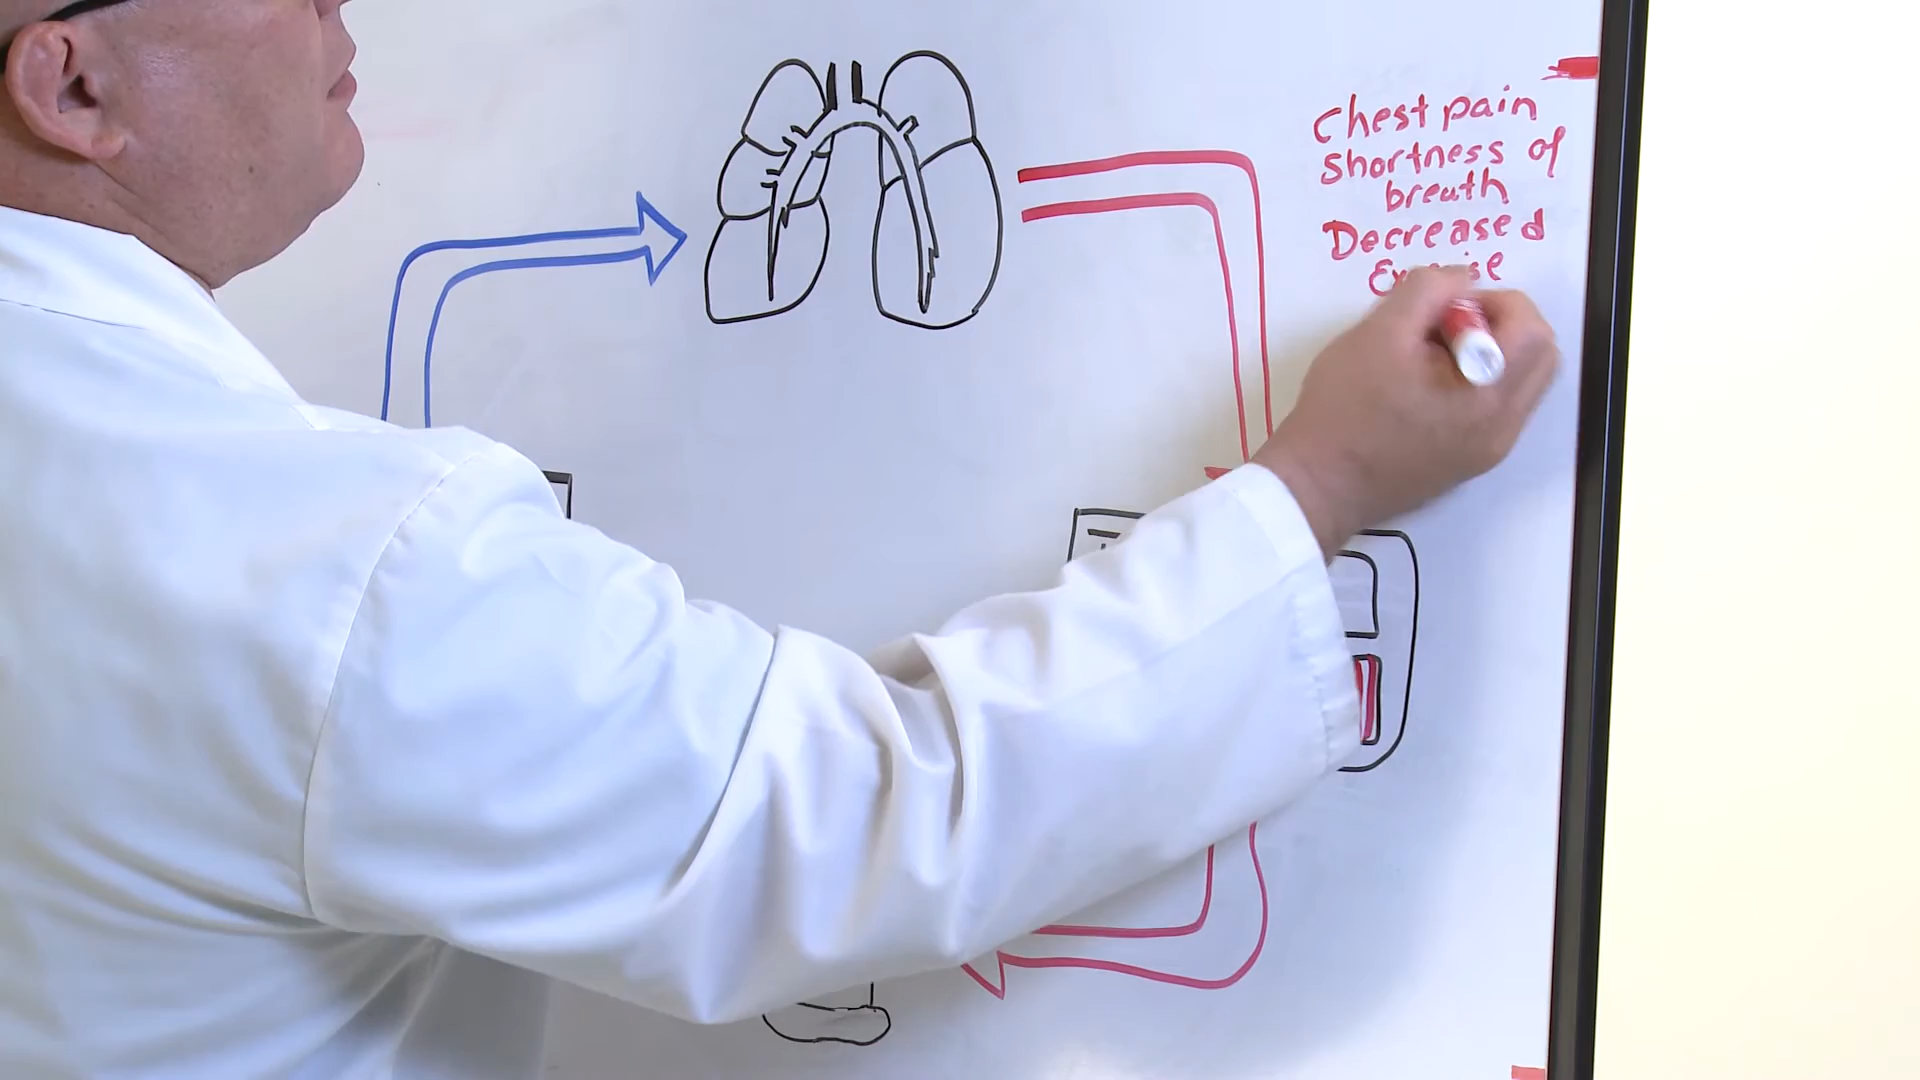 Chest pain
Shortness of
breath
Decreased